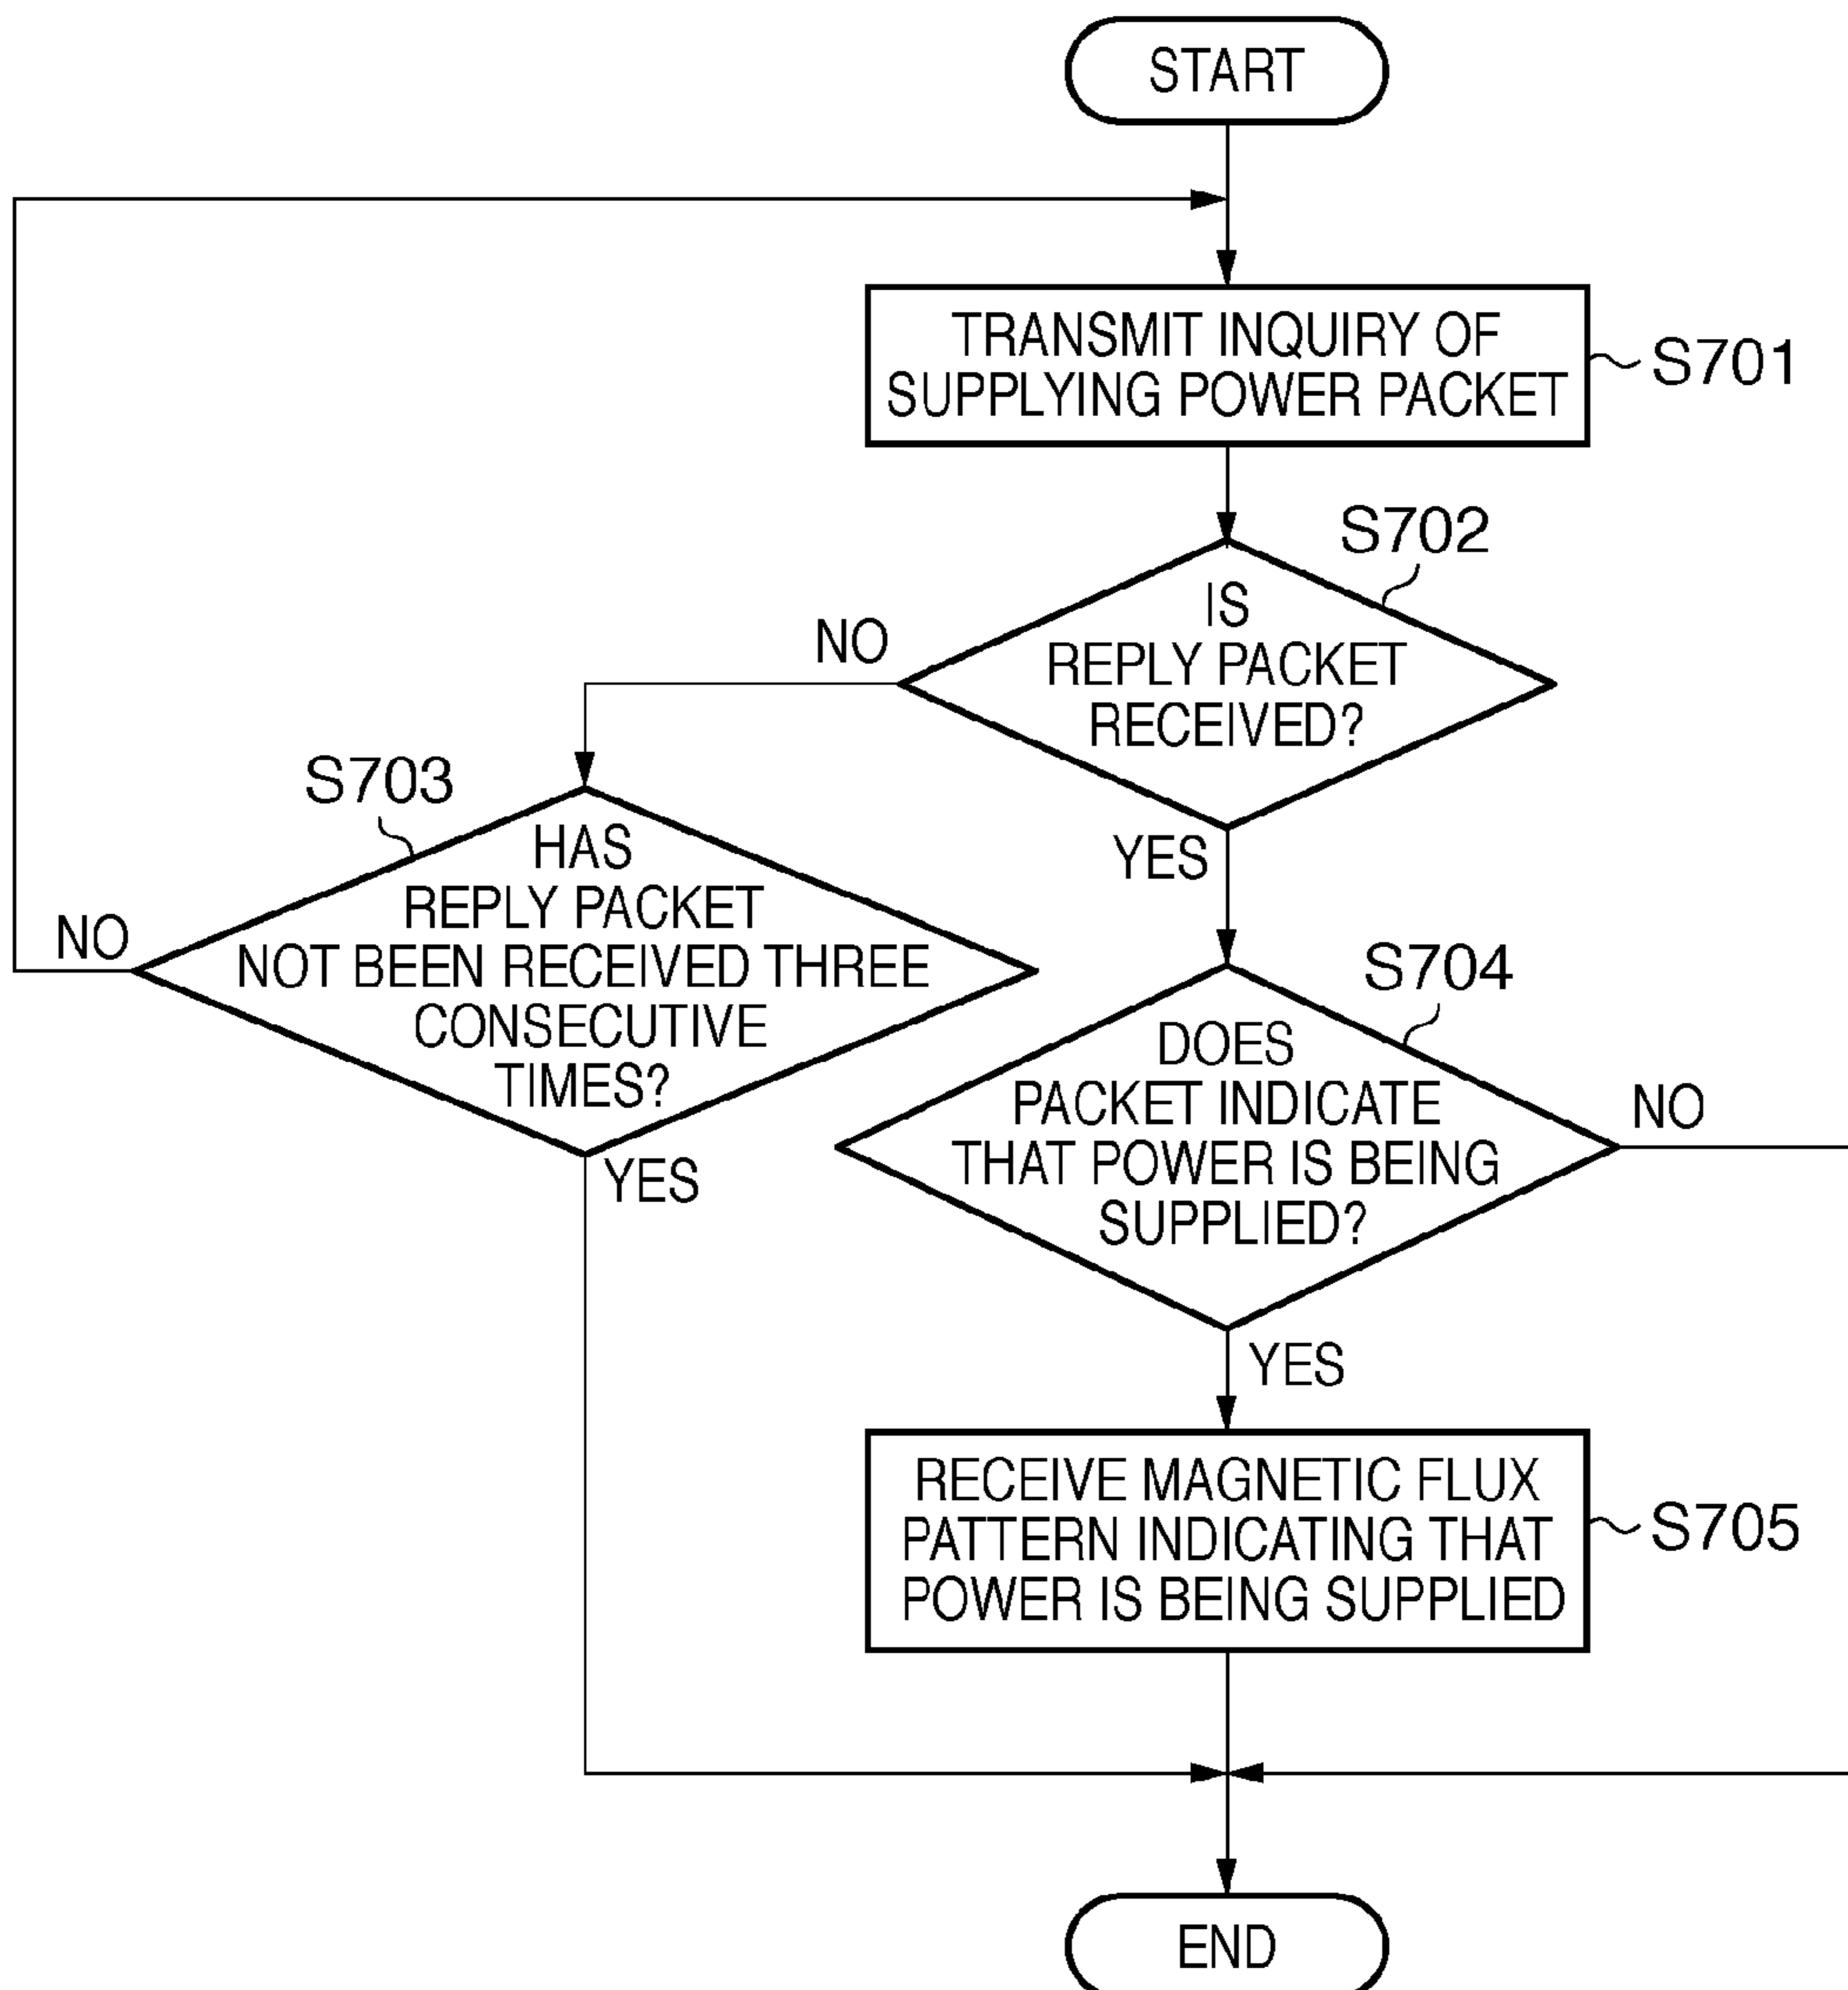 START
TRANSMIT INQUIRY OF
SUPPLYING POWER PACKET
S701
S702
IS
REPLY PACKET
RECEIVED?
NO
YES
S703
HAS
REPLY PACKET
NOT BEEN RECEIVED THREE
CONSECUTIVE
TIMES?
NO
YES
S704
DOES
PACKET INDICATE
THAT POWER IS BEING
SUPPLIED?
NO
YES
RECEIVE MAGNETIC FLUX
PATTERN INDICATING THAT
POWER IS BEING SUPPLIED
S705
END